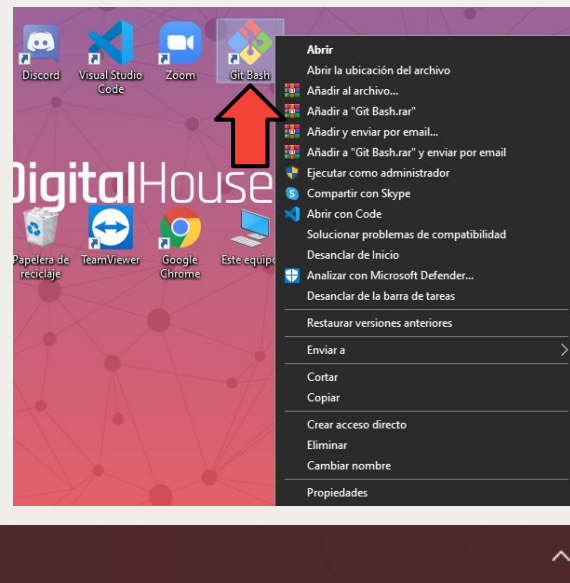 Discord
Visual Studio
Code
Zoom
Git Bash
DigitalHouse
Papelera de
reciclaje
TeamViewer
Google
Chrome
Este equipo
Abrir
Abrir la ubicación del archivo
Añadir al archivo...
Añadir a "Git Bash.rar"
Añadir y enviar por email...
Añadir a "Git Bash.rar" y enviar por email
Ejecutar como administrador
Compartir con Skype
Abrir con Code
Solucionar problemas de compatibilidad
Desanclar de Inicio
Analizar con Microsoft Defender...
Desanclar de la barra de tareas
Restaurar versiones anteriores
Enviar a
Cortar
Copiar
Crear acceso directo
Eliminar
Cambiar nombre
Propiedades